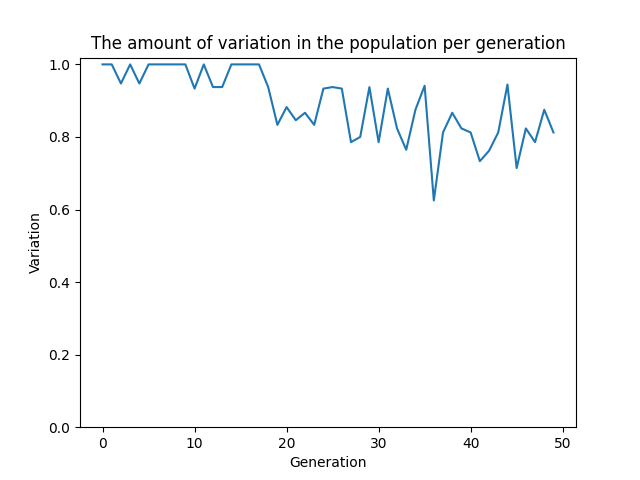 The amount of variation in the population per generation
1.0
0.8
0.6
0.4
0.2
0.0
Variation
0 10 20 30 40 50
Generation